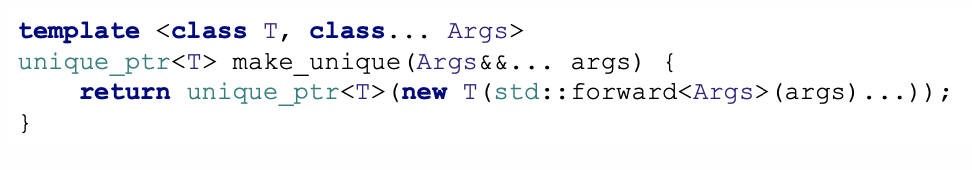 template <class T, class... Args>
unique_ptr<T> make_unique(Args&&... args) {
    return unique_ptr<T>(new T(std::forward<Args>(args)...));
}